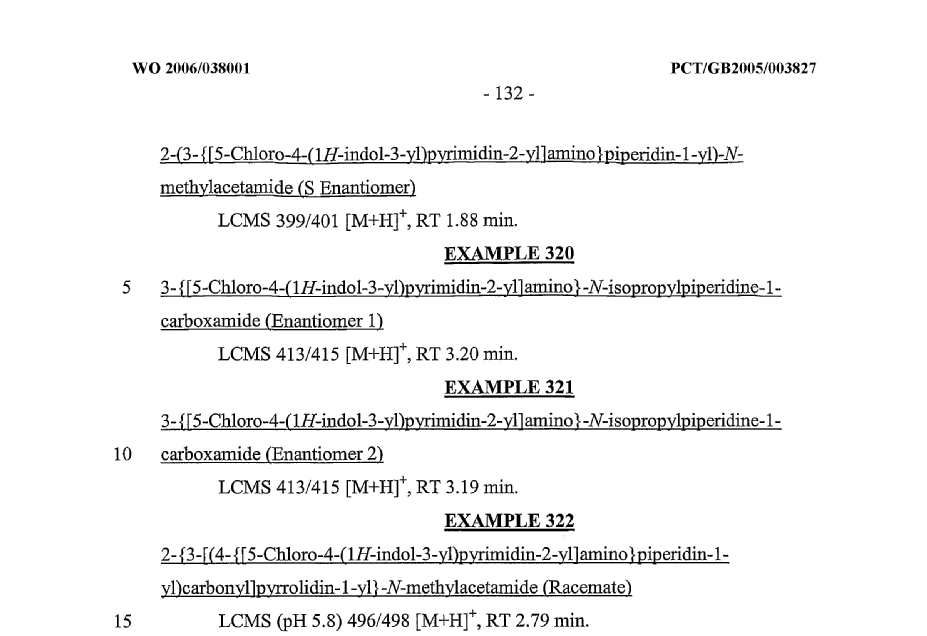 WO 2006/038001 PCT/GB2005/003827
- 132 -
2-(3-{[5-Chloro-4-(1H-indol-3-yl)pyrimidin-2-yl]amino}piperidin-1-yl)-N-
methylacetamide (S Enantiomer)
LCMS 399/401 [M+H]+, RT 1.88 min.
EXAMPLE 320
5 3-{[5-Chloro-4-(1H-indol-3-yl)pyrimidin-2-yl]amino}-N-isopropylpiperidine-1-
carboxamide (Enantiomer 1)
LCMS 413/415 [M+H]+, RT 3.20 min.
EXAMPLE 321
3-{[5-Chloro-4-(1H-indol-3-yl)pyrimidin-2-yl]amino}-N-isopropylpiperidine-1-
10 carboxamide (Enantiomer 2)
LCMS 413/415 [M+H]+, RT 3.19 min.
EXAMPLE 322
2-{3-[(4-{[5-Chloro-4-(1H-indol-3-yl)pyrimidin-2-yl]amino}piperidin-1-
yl)carbonyl]pyrrolidin-1-yl}-N-methylacetamide (Racemate)
15 LCMS (pH 5.8) 496/498 [M+H]+, RT 2.79 min.